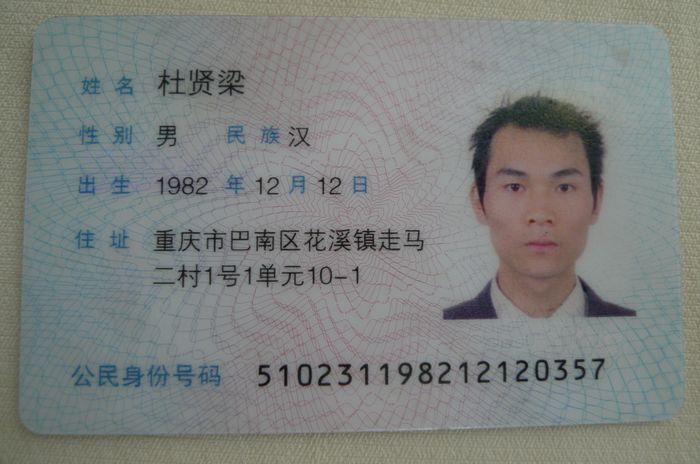 姓名 杜贤梁
性别 男 民族 汉
出生 1982 年 12 月 12 日
住址 重庆市巴南区花溪镇走马
二村1号1单元10-1
公民身份号码 510231198212120357